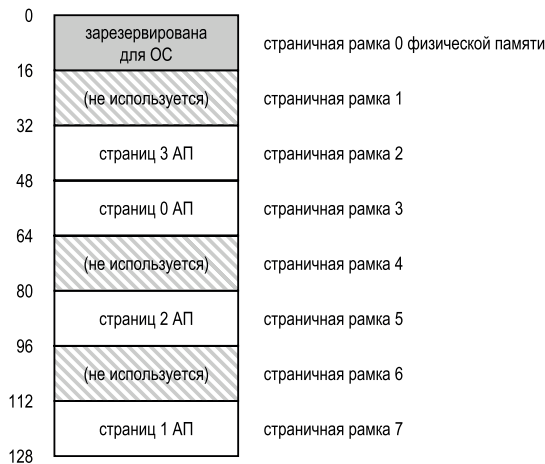 0
зарезервирована
для ОС
страничная рамка 0 физической памяти
16
(не используется)
страничная рамка 1
32
страниц 3 АП
страничная рамка 2
48
страниц 0 АП
страничная рамка 3
64
(не используется)
страничная рамка 4
80
страниц 2 АП
страничная рамка 5
96
(не используется)
страничная рамка 6
112
страниц 1 АП
страничная рамка 7
128